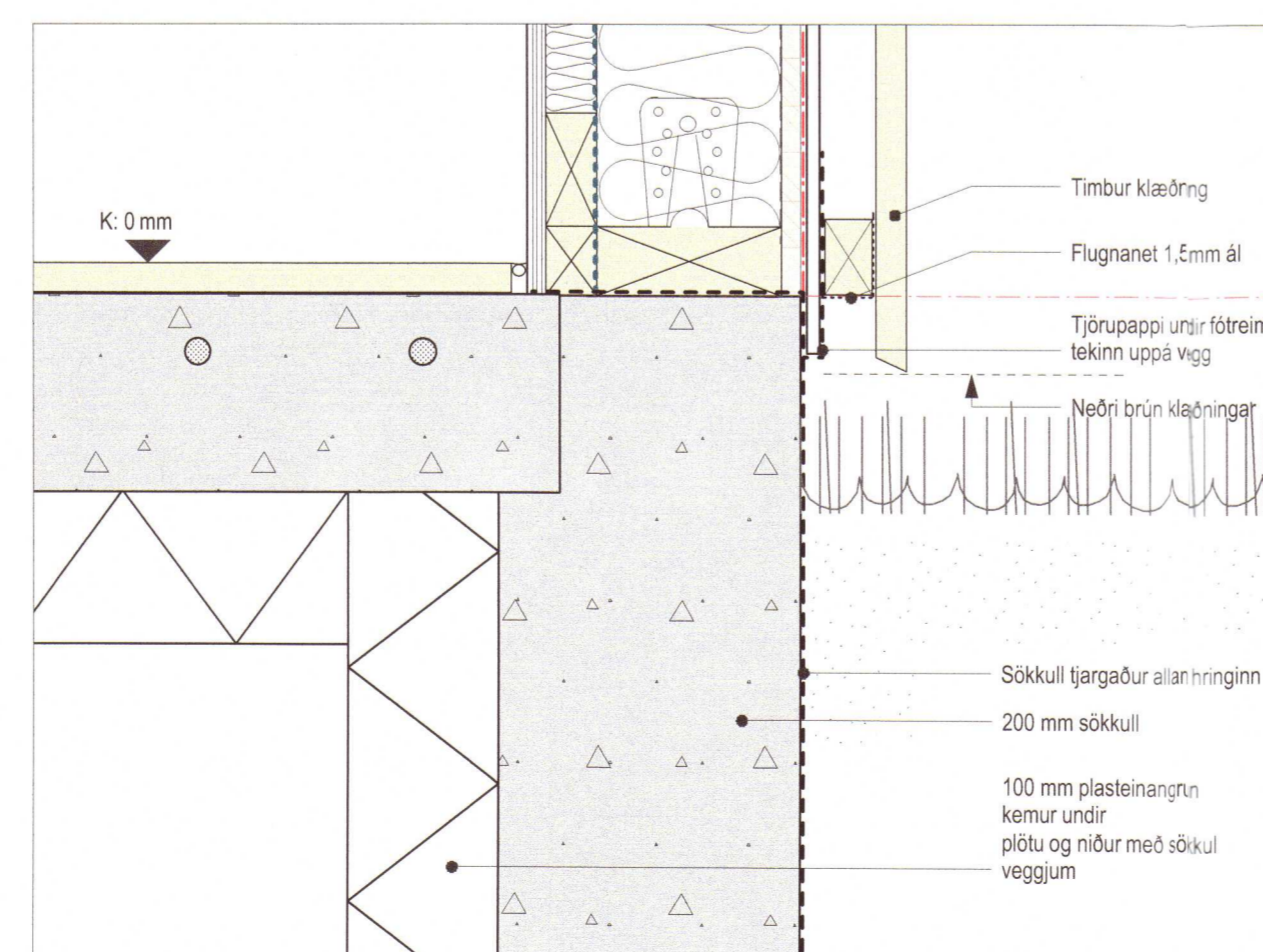 K: 0 mm
Timbur klæðning
Flugnanet 1,5mm ál
Tjörupappi undir fótreim
tekinn uppá vegg
Neðri brún klæðningar
Sökkull tjargaður allan hringinn
200 mm sökkull
100 mm plasteinangrun
kemur undir
plötu og niður með sökkul
veggjum